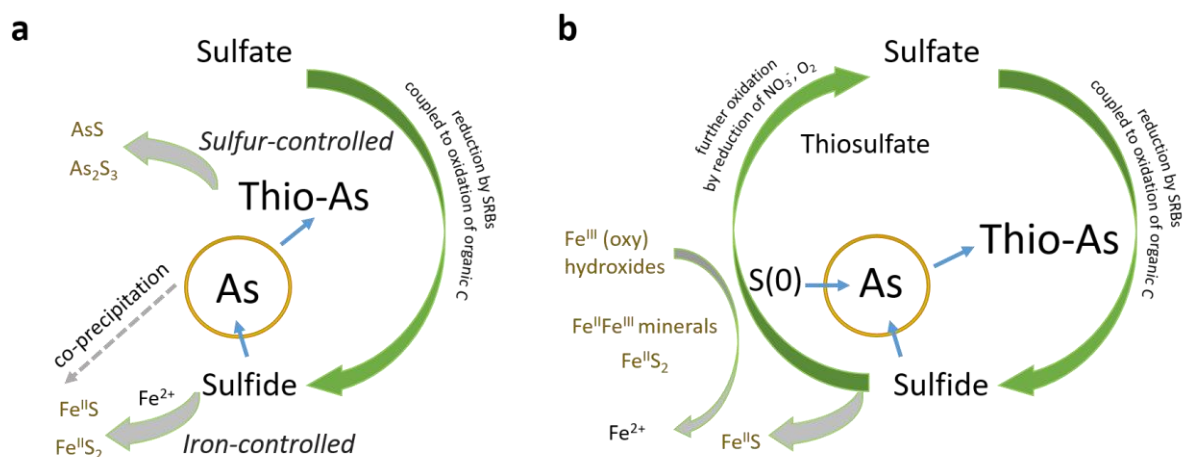 a
Sulfate
reduction by SRBs
coupled to oxidation of organic C
AsS
As₂S₃
Sulfur-controlled
Thio-As
As
co-precipitation
Sulfide
Fe²⁺
FeᴵᴵS
FeᴵᴵS₂
Iron-controlled
b
Sulfate
further oxidation
by reduction of NO₃⁻, O₂
reduction by SRBs
coupled to oxidation of organic C
Thiosulfate
Feᴵᴵᴵ (oxy)
hydroxides
S(0)
As
Thio-As
FeᴵᴵFeᴵᴵᴵ minerals
FeᴵᴵS₂
Sulfide
Fe²⁺
FeᴵᴵS